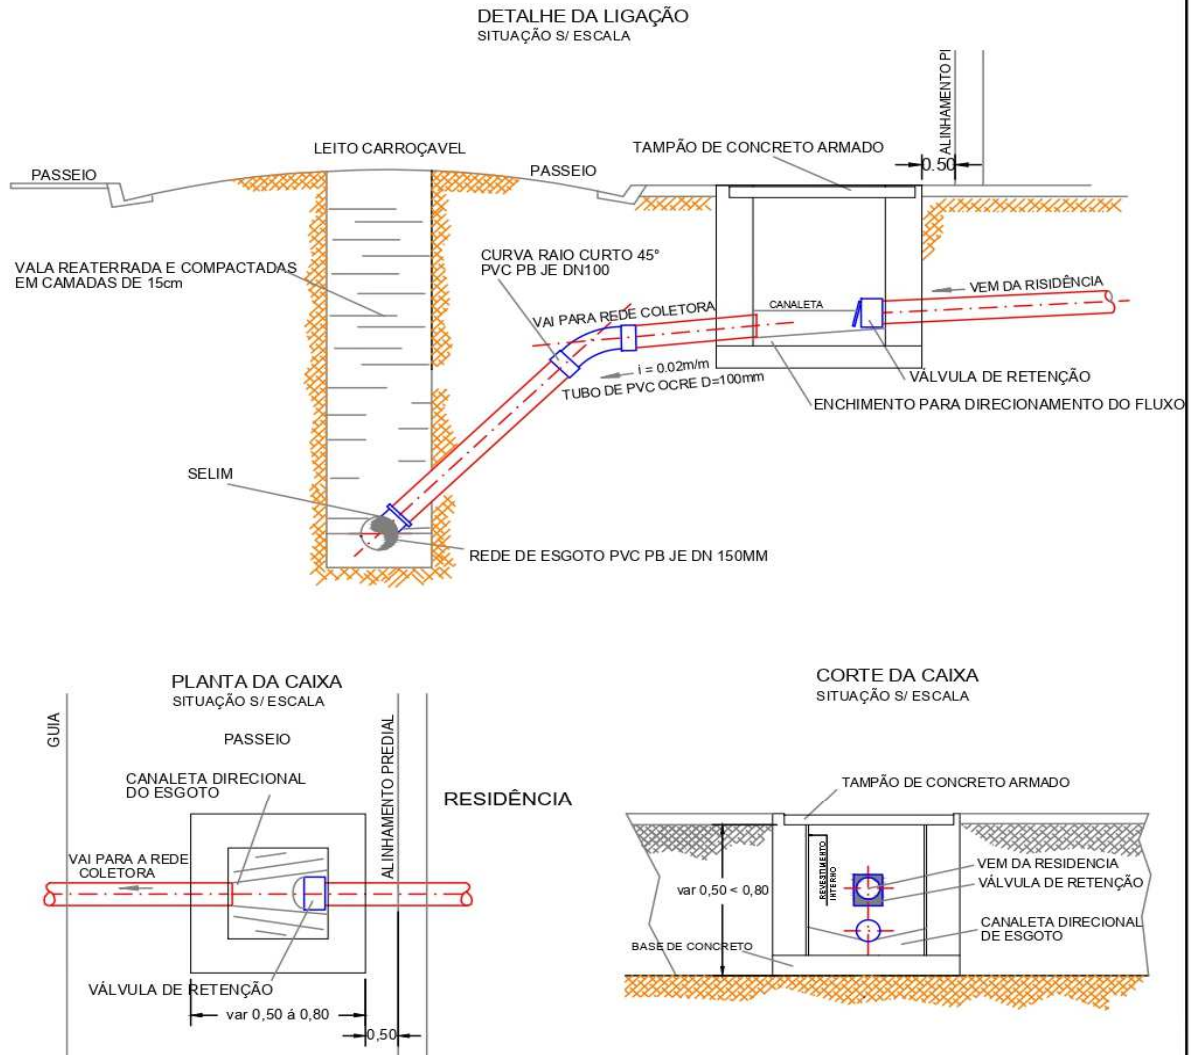 DETALHE DA LIGAÇÃO
SITUAÇÃO S/ ESCALA
ALINHAMENTO P
LEITO CARROÇAVEL
TAMPÃO DE CONCRETO ARMADO
0.50
PASSEIO
PASSEIO
CURVA RAIO CURTO 45°
PVC PB JE DN100
VALA REATERRADA E COMPACTADAS
EM CAMADAS DE 15cm
VEM DA RISIDÊNCIA
VAI PARA REDE COLETORA
CANALETA
i = 0.02m/m
TUBO DE PVC OCRE D=100mm
VÁLVULA DE RETENÇÃO
ENCHIMENTO PARA DIRECIONAMENTO DO FLUXO
SELIM
REDE DE ESGOTO PVC PB JE DN 150MM
PLANTA DA CAIXA
SITUAÇÃO S/ ESCALA
GUIA
PASSEIO
ALINHAMENTO PREDIAL
CANALETA DIRECIONAL
DO ESGOTO
RESIDÊNCIA
VAI PARA A REDE
COLETORA
VÁLVULA DE RETENÇÃO
var 0,50 á 0,80
0,50
CORTE DA CAIXA
SITUAÇÃO S/ ESCALA
TAMPÃO DE CONCRETO ARMADO
REVESTIMENTO
INTERNO
VEM DA RESIDENCIA
VÁLVULA DE RETENÇÃO
var 0,50 < 0,80
CANALETA DIRECIONAL
DE ESGOTO
BASE DE CONCRETO